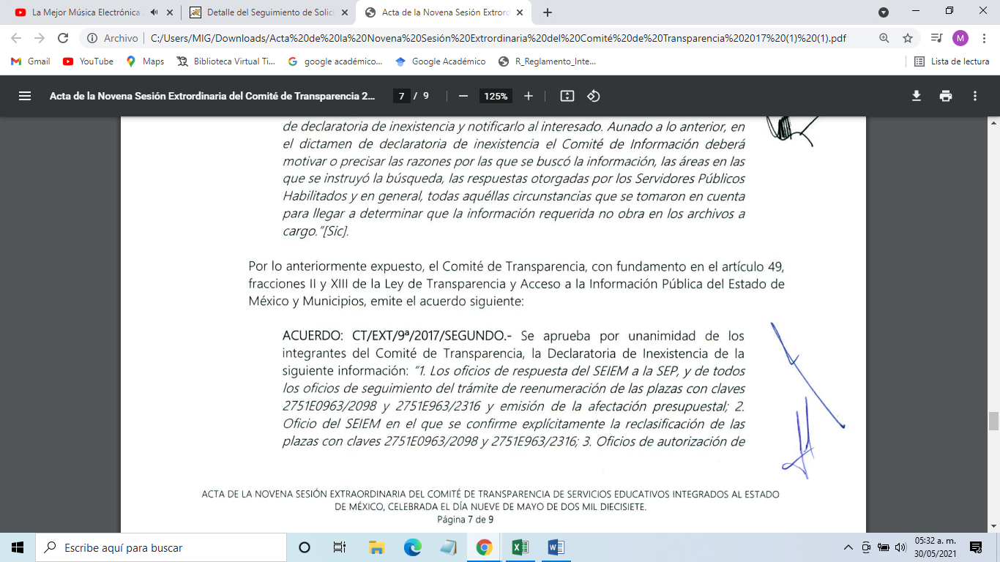 La Mejor Música Electrónica
Detalle del Seguimiento de Solici
Acta de la Novena Sesión Extrord
Archivo
C:/Users/MIG/Downloads/Acta%20de%20la%20Novena%20Sesión%20Extrordinaria%20del%20Comité%20de%20Transparencia%202017%20(1)%20(1).pdf
M
Gmail
YouTube
Maps
Biblioteca Virtual Ti...
google académico...
Google Académico
R_Reglamento_Inte...
Lista de lectura
Acta de la Novena Sesión Extrordinaria del Comité de Transparencia 2...
7 / 9
125%
de declaratoria de inexistencia y notificarlo al interesado. Aunado a lo anterior, en
el dictamen de declaratoria de inexistencia el Comité de Información deberá
motivar o precisar las razones por las que se buscó la información, las áreas en las
que se instruyó la búsqueda, las respuestas otorgadas por los Servidores Públicos
Habilitados y en general, todas aquéllas circunstancias que se tomaron en cuenta
para llegar a determinar que la información requerida no obra en los archivos a
cargo."[Sic].
Por lo anteriormente expuesto, el Comité de Transparencia, con fundamento en el artículo 49,
fracciones II y XIII de la Ley de Transparencia y Acceso a la Información Pública del Estado de
México y Municipios, emite el acuerdo siguiente:
ACUERDO: CT/EXT/9ª/2017/SEGUNDO.- Se aprueba por unanimidad de los
integrantes del Comité de Transparencia, la Declaratoria de Inexistencia de la
siguiente información: "1. Los oficios de respuesta del SEIEM a la SEP, y de todos
los oficios de seguimiento del trámite de reenumeración de las plazas con claves
2751E0963/2098 y 2751E963/2316 y emisión de la afectación presupuestal; 2.
Oficio del SEIEM en el que se confirme explícitamente la reclasificación de las
plazas con claves 2751E0963/2098 y 2751E963/2316; 3. Oficios de autorización de
ACTA DE LA NOVENA SESIÓN EXTRAORDINARIA DEL COMITÉ DE TRANSPARENCIA DE SERVICIOS EDUCATIVOS INTEGRADOS AL ESTADO
DE MÉXICO, CELEBRADA EL DÍA NUEVE DE MAYO DE DOS MIL DIECISIETE.
Página 7 de 9
Escribe aquí para buscar
05:32 a. m.
30/05/2021